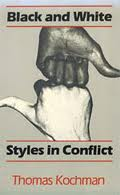 Black and White
Styles in Conflict
Thomas Kochman